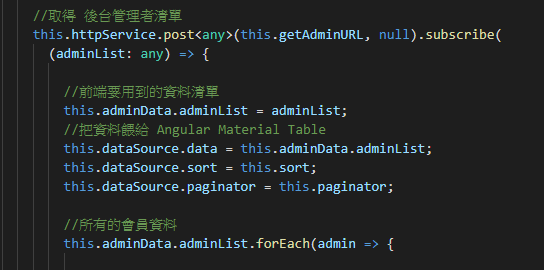 //取得 後台管理者清單
this.httpService.post<any>(this.getAdminURL, null).subscribe(
(adminList: any) => {
//前端要用到的資料清單
this.adminData.adminList = adminList;
//把資料餵給 Angular Material Table
this.dataSource.data = this.adminData.adminList;
this.dataSource.sort = this.sort;
this.dataSource.paginator = this.paginator;
//所有的會員資料
this.adminData.adminList.forEach(admin => {